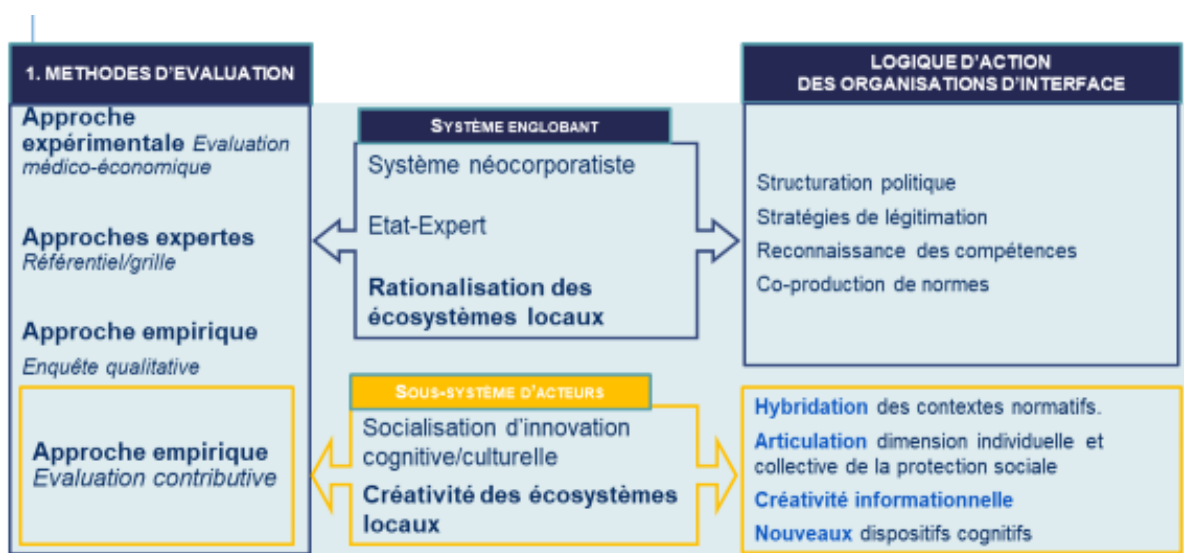 1. METHODES D'EVALUATION
Approche
expérimentale Evaluation
médico-économique
Approches expertes
Référentiel/grille
Approche empirique
Enquête qualitative
Approche empirique
Evaluation contributive
SYSTÈME ENGLOBANT
Système néocorporatiste
Etat-Expert
Rationalisation des
écosystèmes locaux
SOUS-SYSTÈME D'ACTEURS
Socialisation d'innovation
cognitive/culturelle
Créativité des écosystèmes
locaux
LOGIQUE D'ACTION
DES ORGANISATIONS D'INTERFACE
Structuration politique
Stratégies de légitimation
Reconnaissance des compétences
Co-production de normes
Hybridation des contextes normatifs.
Articulation dimension individuelle et
collective de la protection sociale
Créativité informationnelle
Nouveaux dispositifs cognitifs